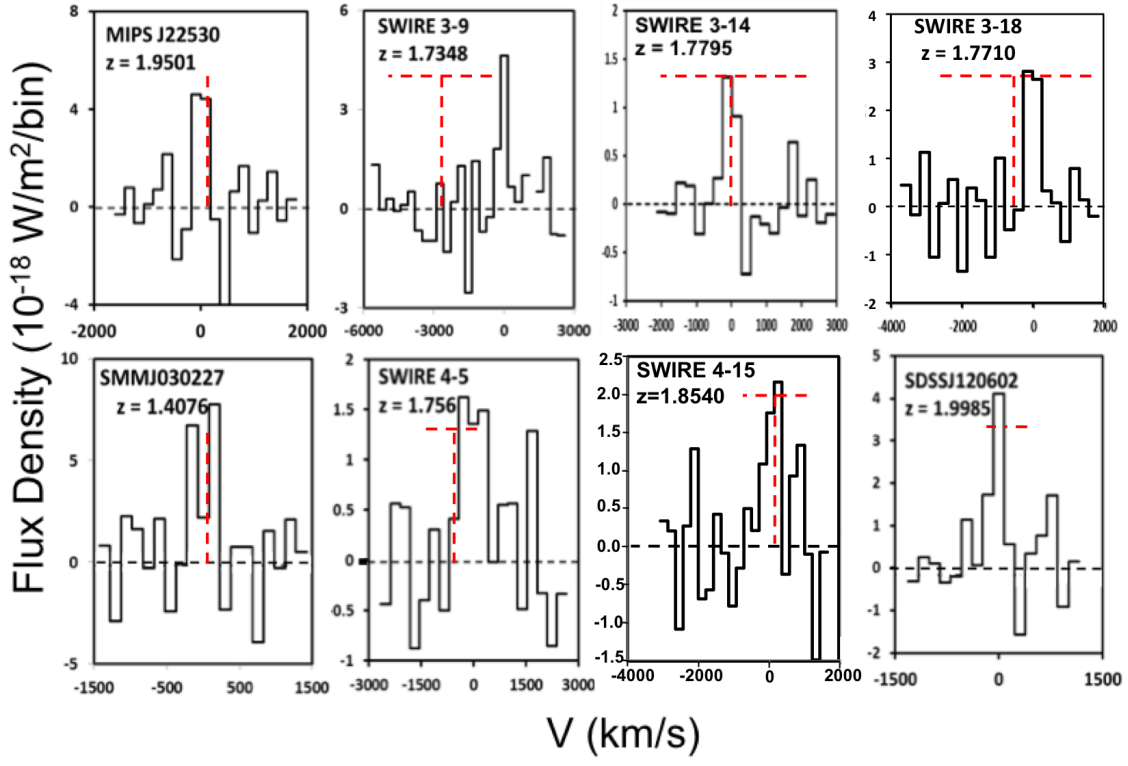 Flux Density (10-18 W/m2/bin)
MIPS J22530
z = 1.9501
8
4
0
-4
-2000 0 2000
SWIRE 3-9
z = 1.7348
6
3
0
-3
-6000 -3000 0 3000
SWIRE 3-14
z = 1.7795
2
1.5
1
0.5
0
-0.5
-1
-3000 -2000 -1000 0 1000 2000 3000
SWIRE 3-18
z = 1.7710
4
3
2
1
0
-1
-2
-4000 -2000 0 2000
SMMJ030227
z = 1.4076
10
5
0
-5
-1500 -500 500 1500
SWIRE 4-5
z = 1.756
2
1.5
1
0.5
0
-0.5
-1
-3000 -1500 0 1500 3000
SWIRE 4-15
z=1.8540
2.5
2.0
1.5
1.0
0.5
0.0
-0.5
-1.0
-1.5
-4000 -2000 0 2000
SDSSJ120602
z = 1.9985
5
4
3
2
1
0
-1
-2
-1500 0 1500
V (km/s)